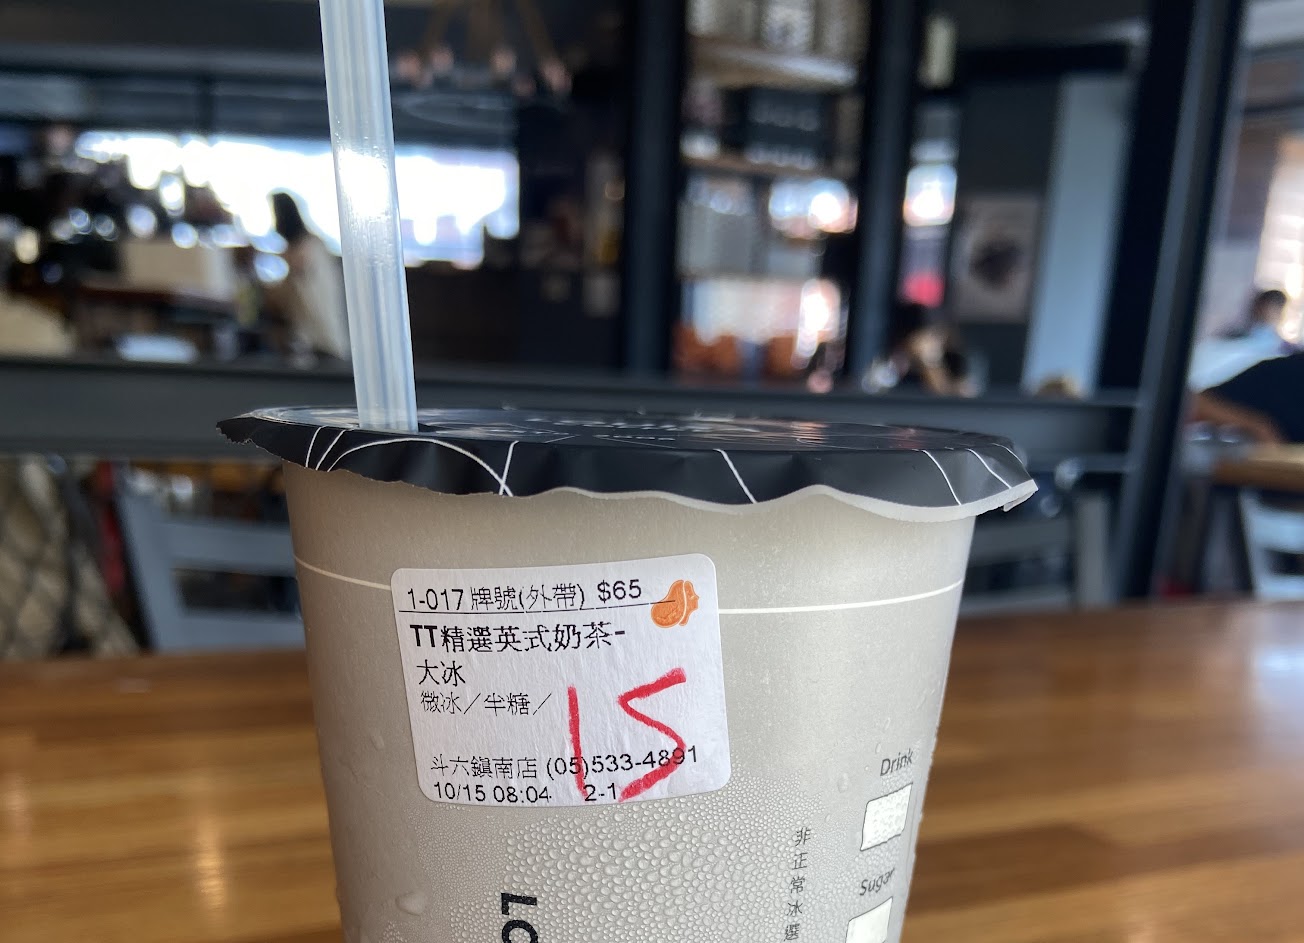 1-017 牌號(外帶) $65
TT精選英式奶茶-
大冰
微冰／半糖／
15
斗六鎮南店 (05)533-4891
10/15 08:04 2-1
Drink
Sugar
非正常冰選
LO